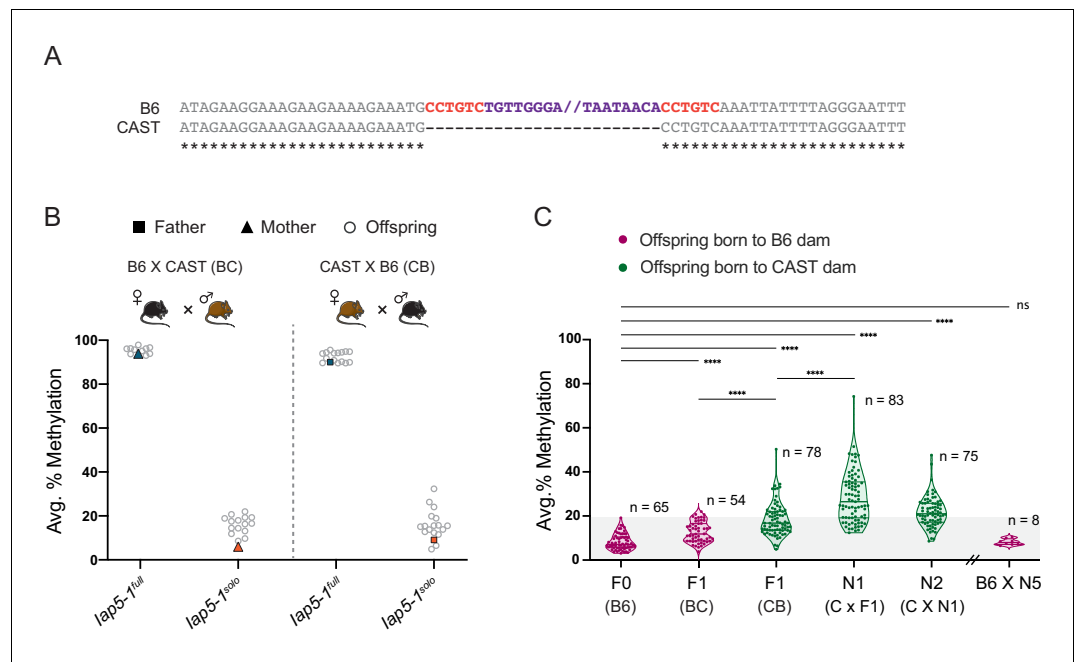 A
B6 ATAGAAGGAAAGAAGAAAAGAAATGCCTGTCTGTTGGGA//TAATAACACCTGTCAAATTATTTTAGGGAATTT
CAST ATAGAAGGAAAGAAGAAAAGAAATG-----------------------CCTGTCAAATTATTTTAGGGAATTT
************************ ************************
B
Father Mother Offspring
B6 X CAST (BC) CAST X B6 (CB)
♀ × ♂ ♀ × ♂
Avg. % Methylation
100
80
60
40
20
0
Iap5-1full Iap5-1solo Iap5-1full Iap5-1solo
C
Offspring born to B6 dam
Offspring born to CAST dam
ns
****
****
****
****
****
****
Avg.% Methylation
100
80
60
40
20
0
n = 65
n = 54
n = 78
n = 83
n = 75
n = 8
F0 F1 F1 N1 N2 B6 X N5
(B6) (BC) (CB) (C x F1) (C X N1)